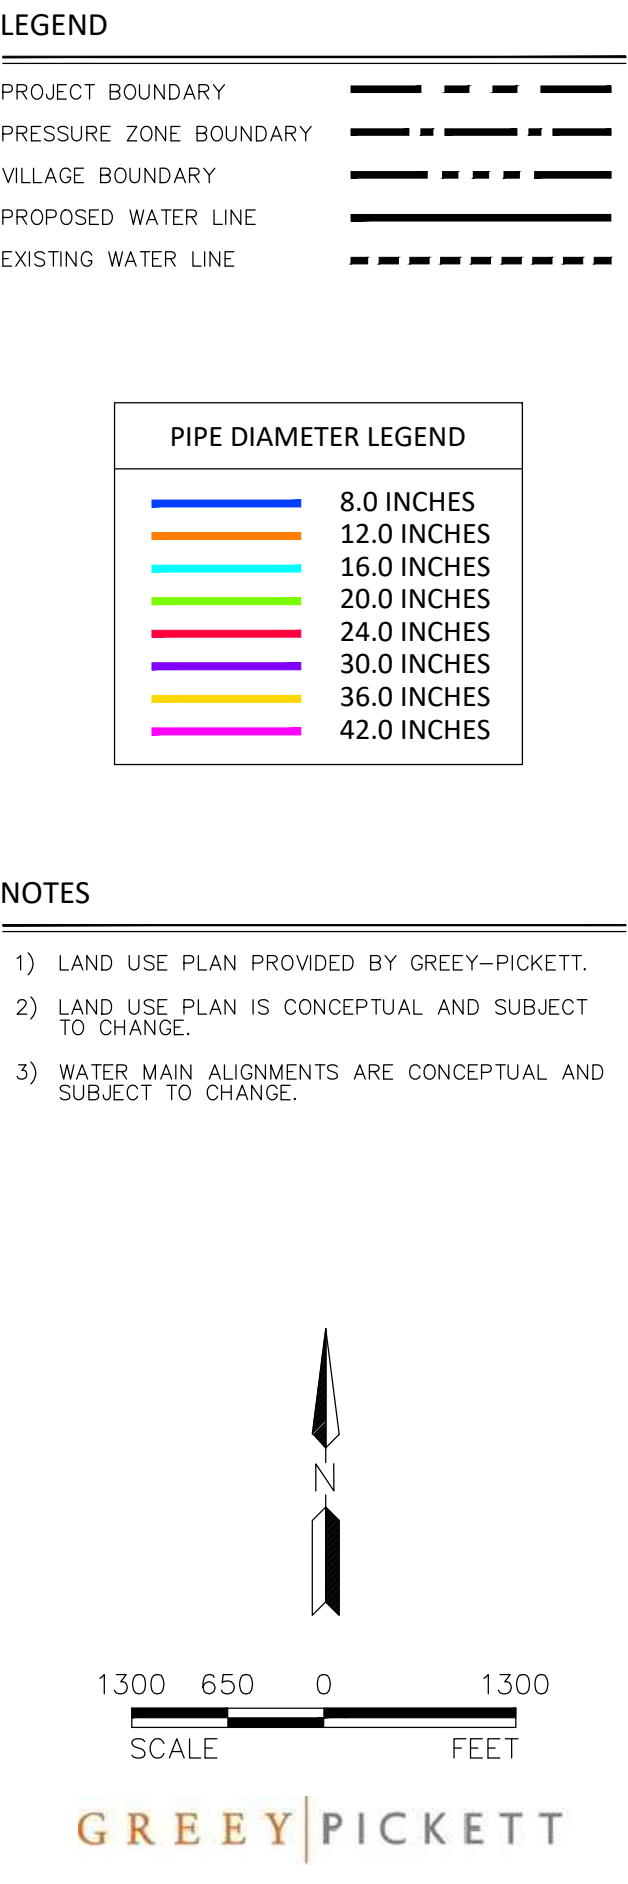 LEGEND
PROJECT BOUNDARY
PRESSURE ZONE BOUNDARY
VILLAGE BOUNDARY
PROPOSED WATER LINE
EXISTING WATER LINE
PIPE DIAMETER LEGEND
8.0 INCHES
12.0 INCHES
16.0 INCHES
20.0 INCHES
24.0 INCHES
30.0 INCHES
36.0 INCHES
42.0 INCHES
NOTES
1) LAND USE PLAN PROVIDED BY GREEY–PICKETT.
2) LAND USE PLAN IS CONCEPTUAL AND SUBJECT
TO CHANGE.
3) WATER MAIN ALIGNMENTS ARE CONCEPTUAL AND
SUBJECT TO CHANGE.
N
1300 650 0 1300
SCALE FEET
GREEY|PICKETT